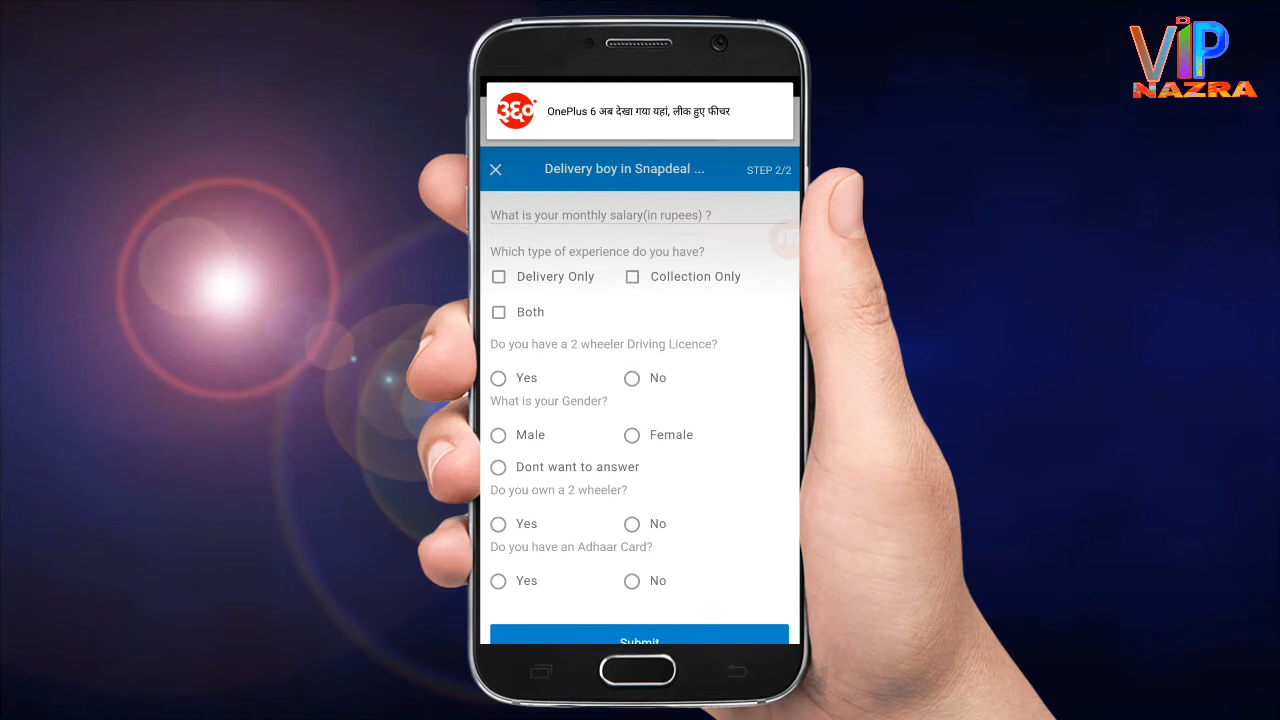 ViP
NAZRA
३६०
OnePlus 6 अब देखा गया यहां, लीक हुए फीचर
Delivery boy in Snapdeal ...
STEP 2/2
What is your monthly salary(in rupees) ?
Which type of experience do you have?
Delivery Only
Collection Only
Both
Do you have a 2 wheeler Driving Licence?
Yes
No
What is your Gender?
Male
Female
Dont want to answer
Do you own a 2 wheeler?
Yes
No
Do you have an Adhaar Card?
Yes
No
Submit